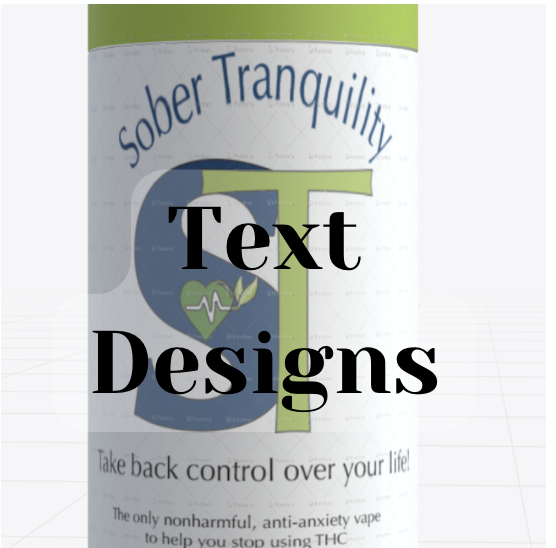 Sober Tranquility
ST
Text
Designs
Take back control over your life!
The only nonharmful, anti-anxiety vape
to help you stop using THC